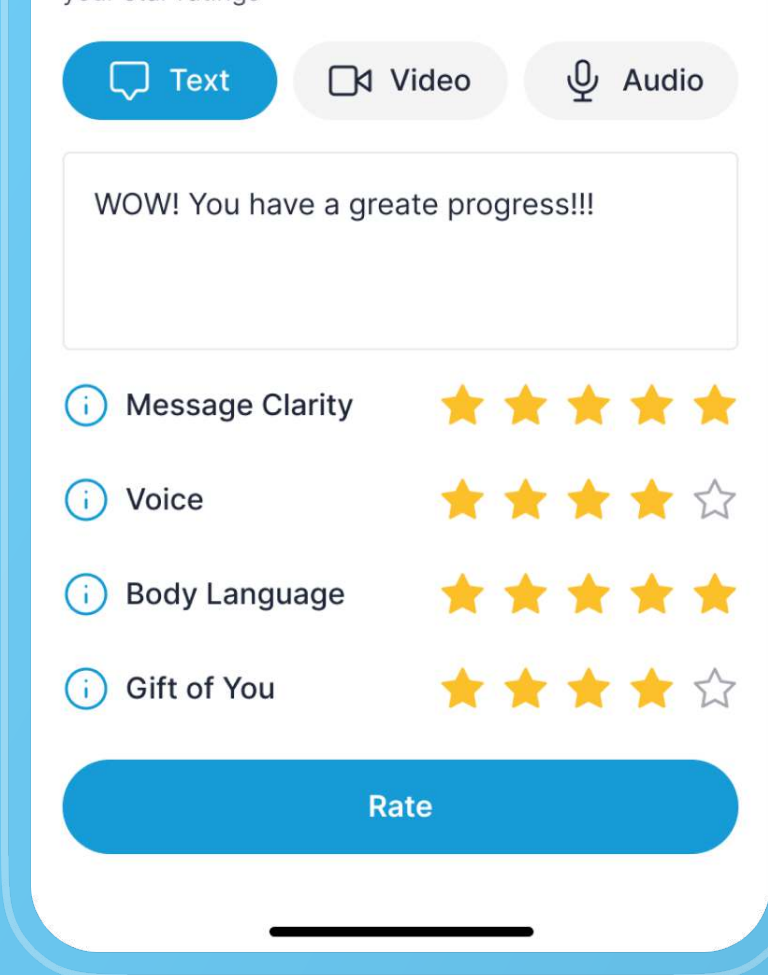 Text Video Audio
WOW! You have a greate progress!!!
Message Clarity
Voice
Body Language
Gift of You
Rate